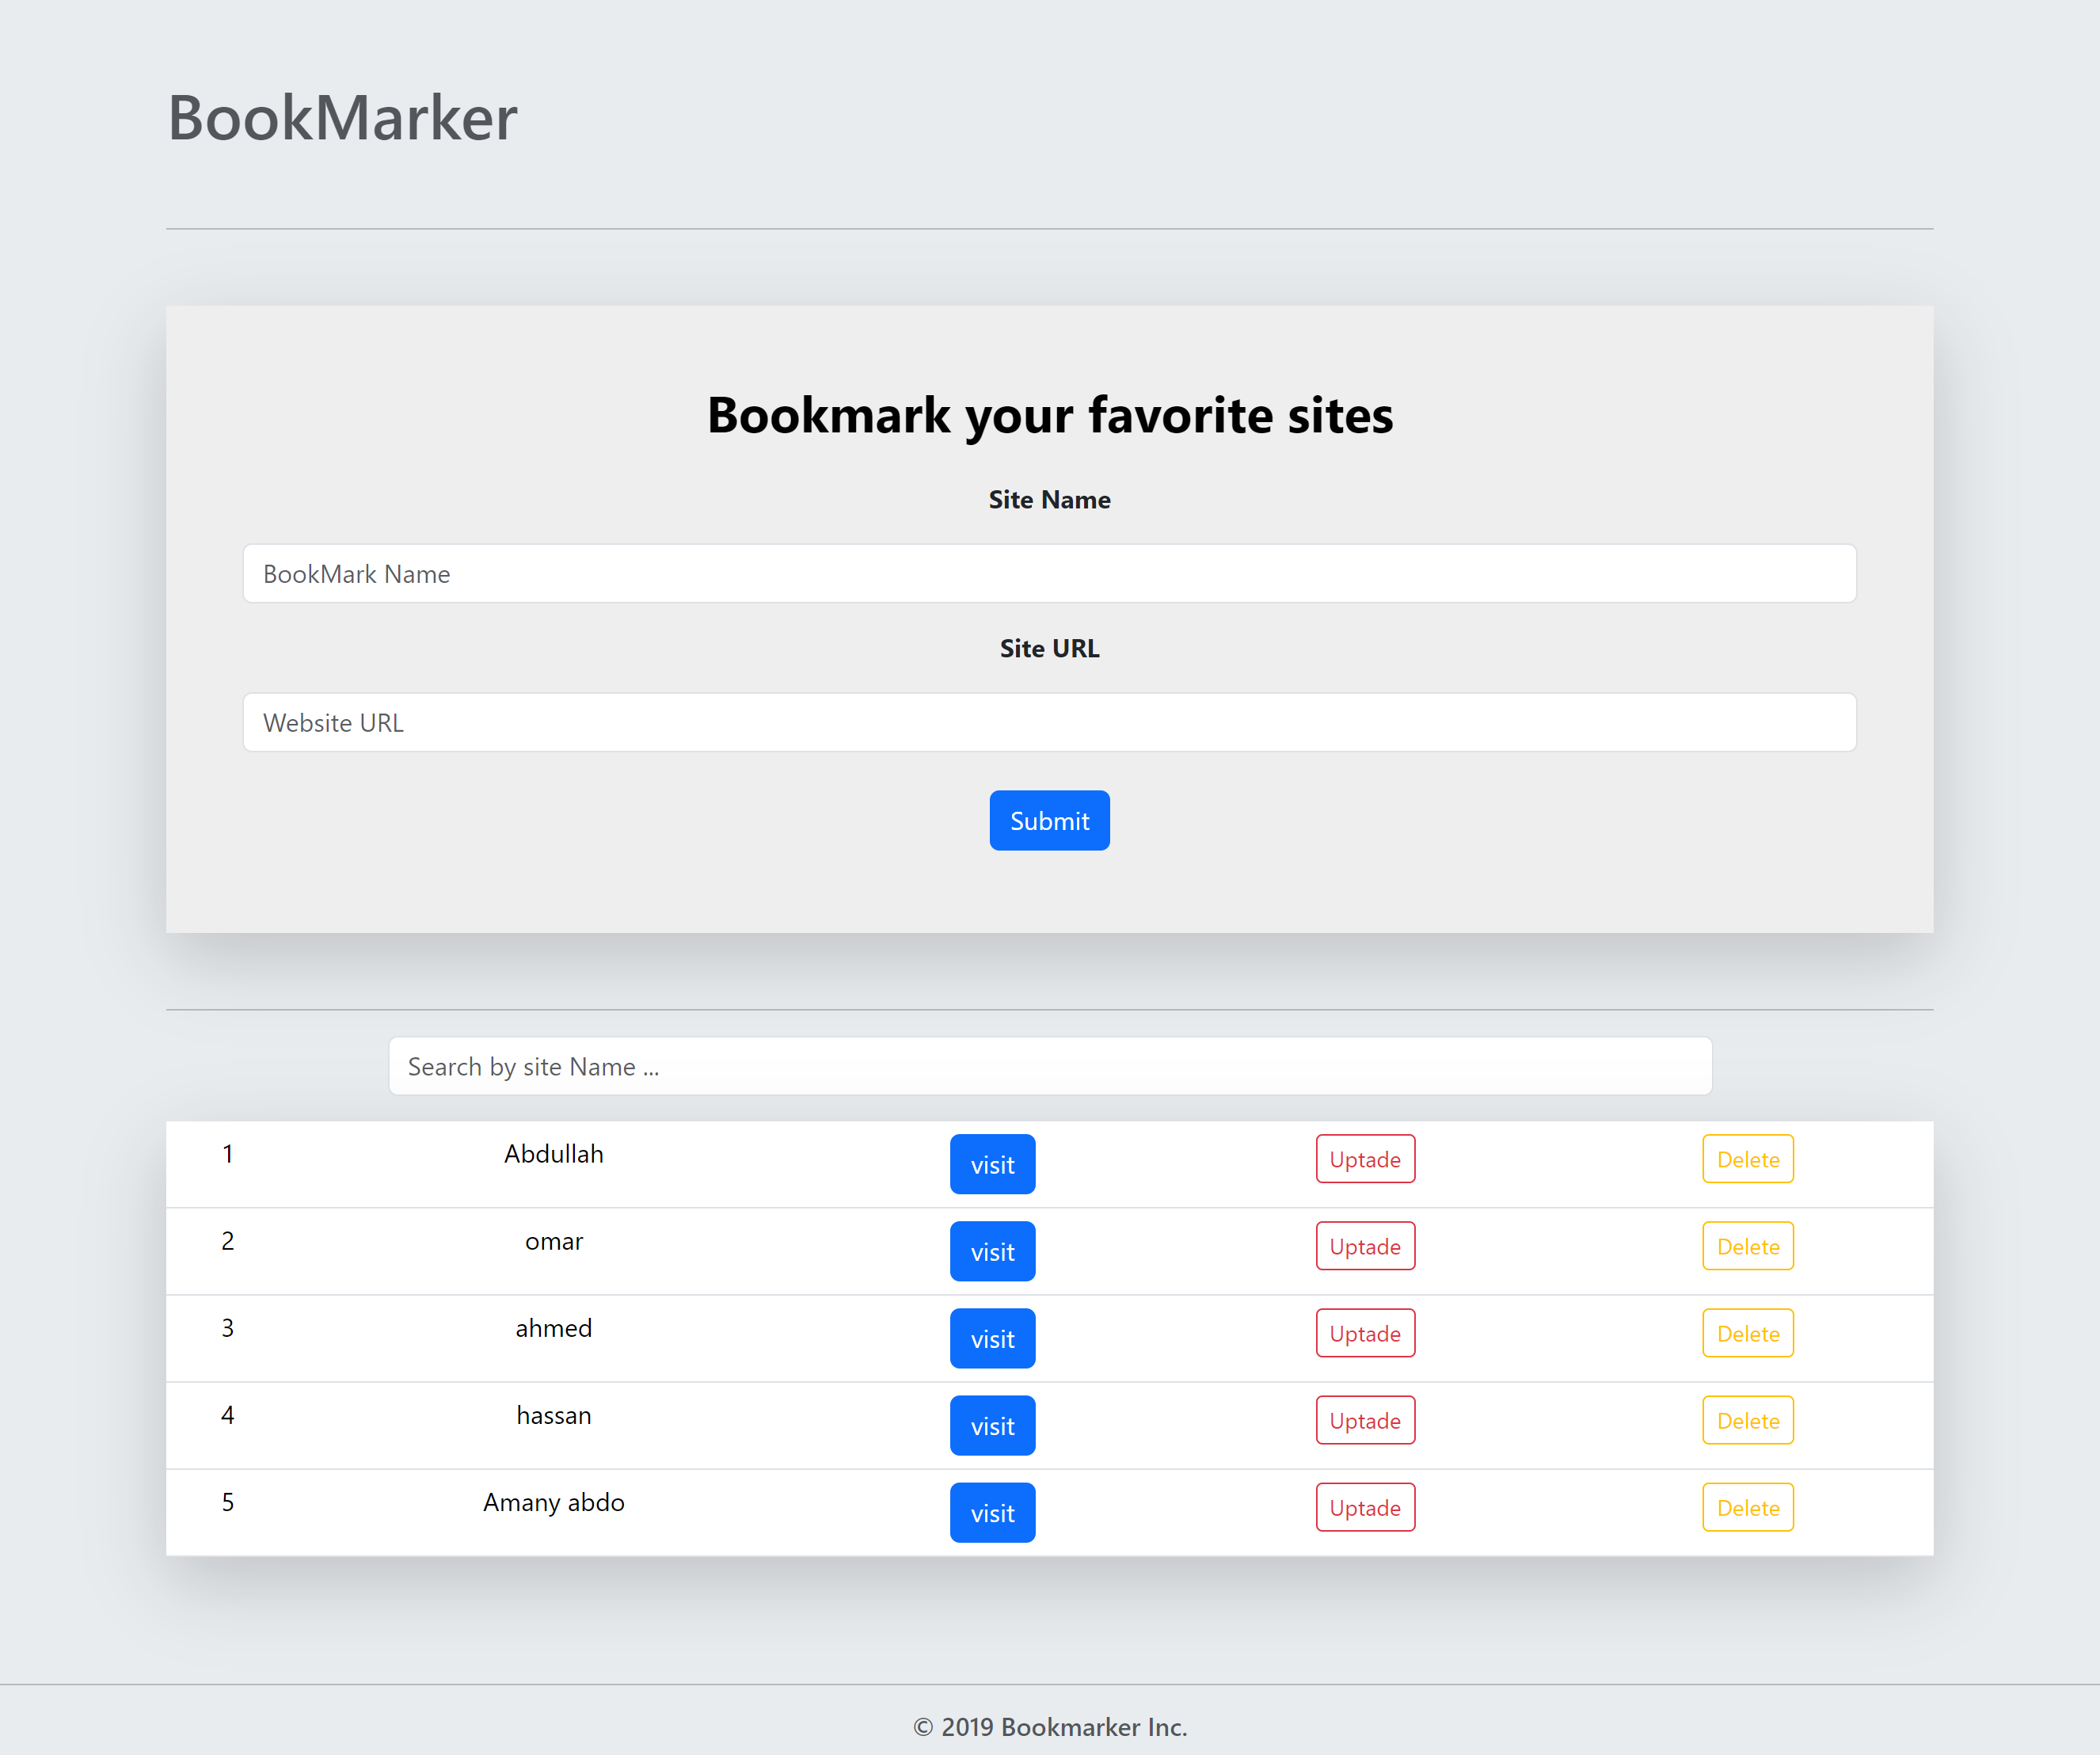 BookMarker
Bookmark your favorite sites
Site Name
BookMark Name
Site URL
Website URL
Submit
Search by site Name ...
1 Abdullah visit Uptade Delete
2 omar visit Uptade Delete
3 ahmed visit Uptade Delete
4 hassan visit Uptade Delete
5 Amany abdo visit Uptade Delete
© 2019 Bookmarker Inc.